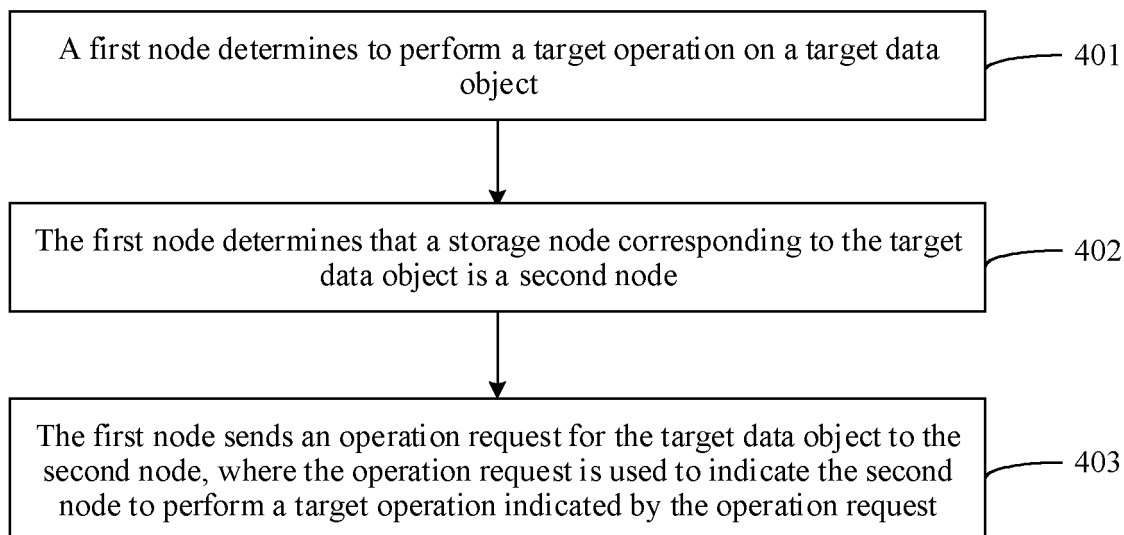 A first node determines to perform a target operation on a target data
object
401
The first node determines that a storage node corresponding to the target
data object is a second node
402
The first node sends an operation request for the target data object to the
second node, where the operation request is used to indicate the second
node to perform a target operation indicated by the operation request
403